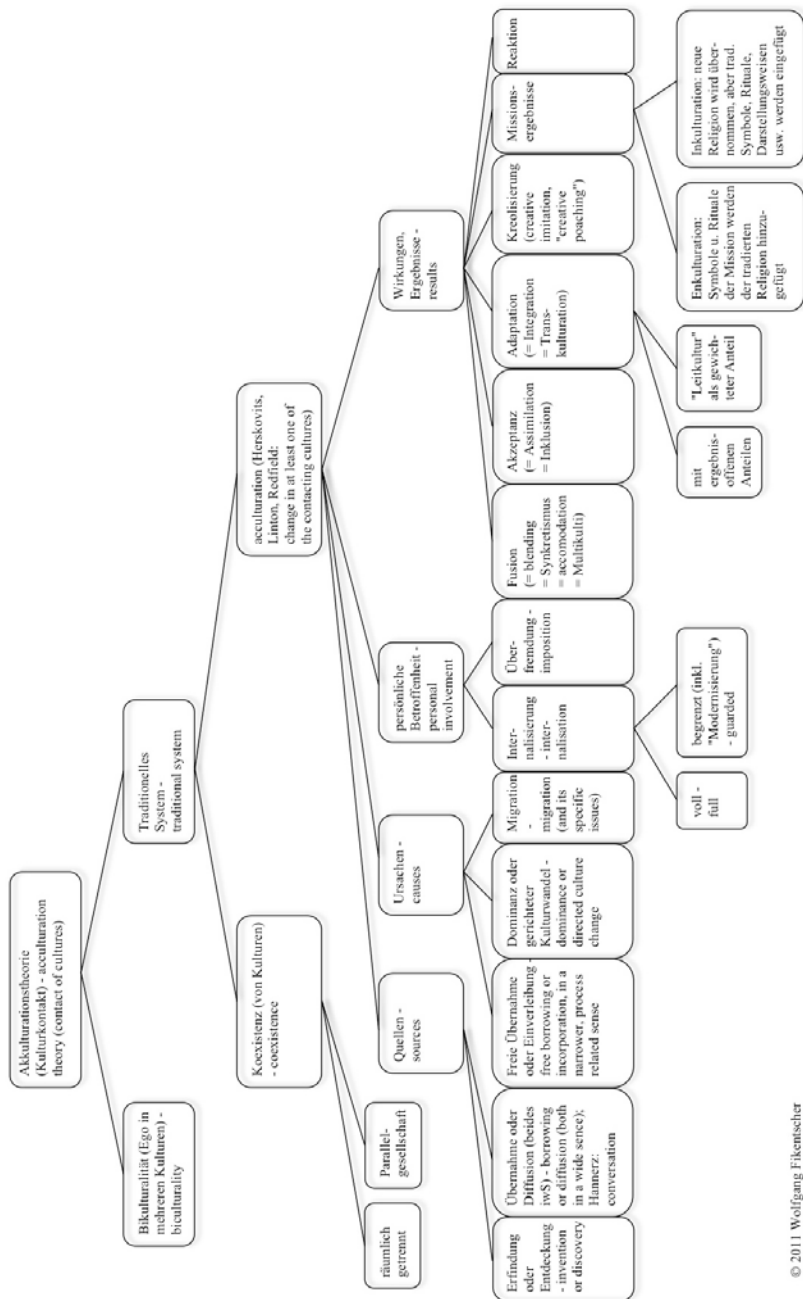 Akkulturationstheorie
(Kulturkontakt) - acculturation
theory (contact of cultures)
Bikulturalität (Ego in
mehreren Kulturen) -
biculturality
Traditionelles
System -
traditional system
Koexistenz (von Kulturen)
- coexistence
acculturation (Herskovits,
Linton, Redfield:
change in at least one of
the contacting cultures)
räumlich
getrennt
Parallel-
gesellschaft
Quellen -
sources
Ursachen -
causes
persönliche
Betroffenheit -
personal
involvement
Wirkungen,
Ergebnisse -
results
Erfindung
oder
Entdeckung
- invention
or discovery
Übernahme oder
Diffusion (beides
iwS) - borrowing
or diffusion (both
in a wide sence);
Hannerz:
conversation
Freie Übernahme
oder Einverleibung -
free borrowing or
incorporation, in a
narrower, process
related sense
Dominanz oder
gerichteter
Kulturwandel -
dominance or
directed culture
change
Migration
-
migration
(and its
specific
issues)
Inter-
nalisierung
- inter-
nalisation
Über-
fremdung -
imposition
Fusion
(= blending
= Synkretismus
= accomodation
= Multikulti)
Akzeptanz
(= Assimilation
= Inklusion)
Adaptation
(= Integration
= Trans-
kulturation)
Kreolisierung
(creative
imitation,
"creative
poaching")
Missions-
ergebnisse
Reaktion
voll -
full
begrenzt (inkl.
"Modernisierung")
- guarded
mit
ergebnis-
offenen
Anteilen
"Leitkultur"
als gewich-
teter Anteil
Enkulturation:
Symbole u. Rituale
der Mission werden
der tradierten
Religion hinzu-
gefügt
Inkulturation: neue
Religion wird über-
nommen, aber trad.
Symbole, Rituale,
Darstellungsweisen
usw. werden eingefügt
© 2011 Wolfgang Fikentscher